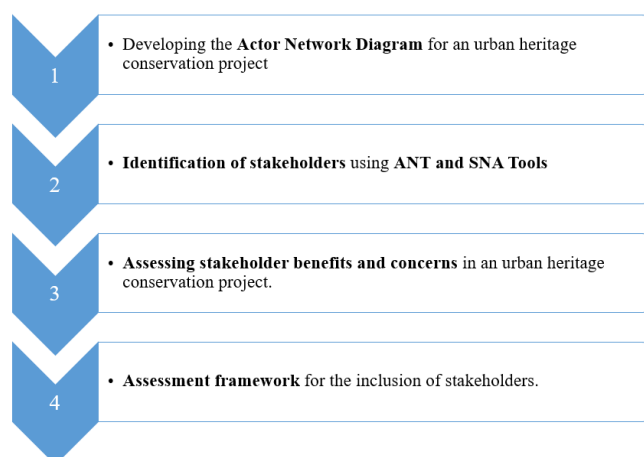 1
• Developing the Actor Network Diagram for an urban heritage
conservation project
2
• Identification of stakeholders using ANT and SNA Tools
3
• Assessing stakeholder benefits and concerns in an urban heritage
conservation project.
4
• Assessment framework for the inclusion of stakeholders.